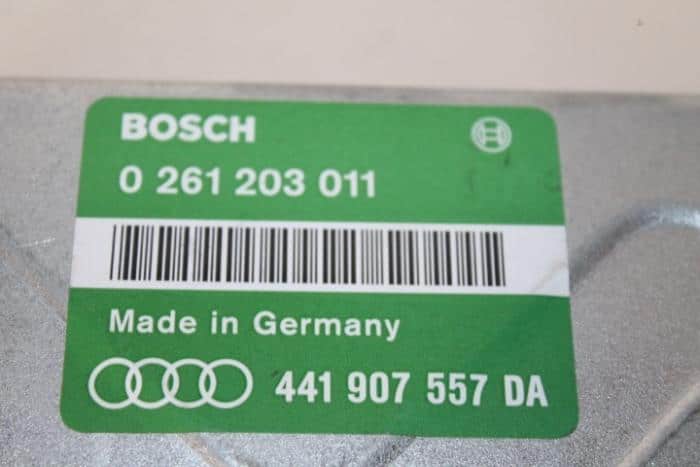 BOSCH
0 261 203 011
Made in Germany
441 907 557 DA